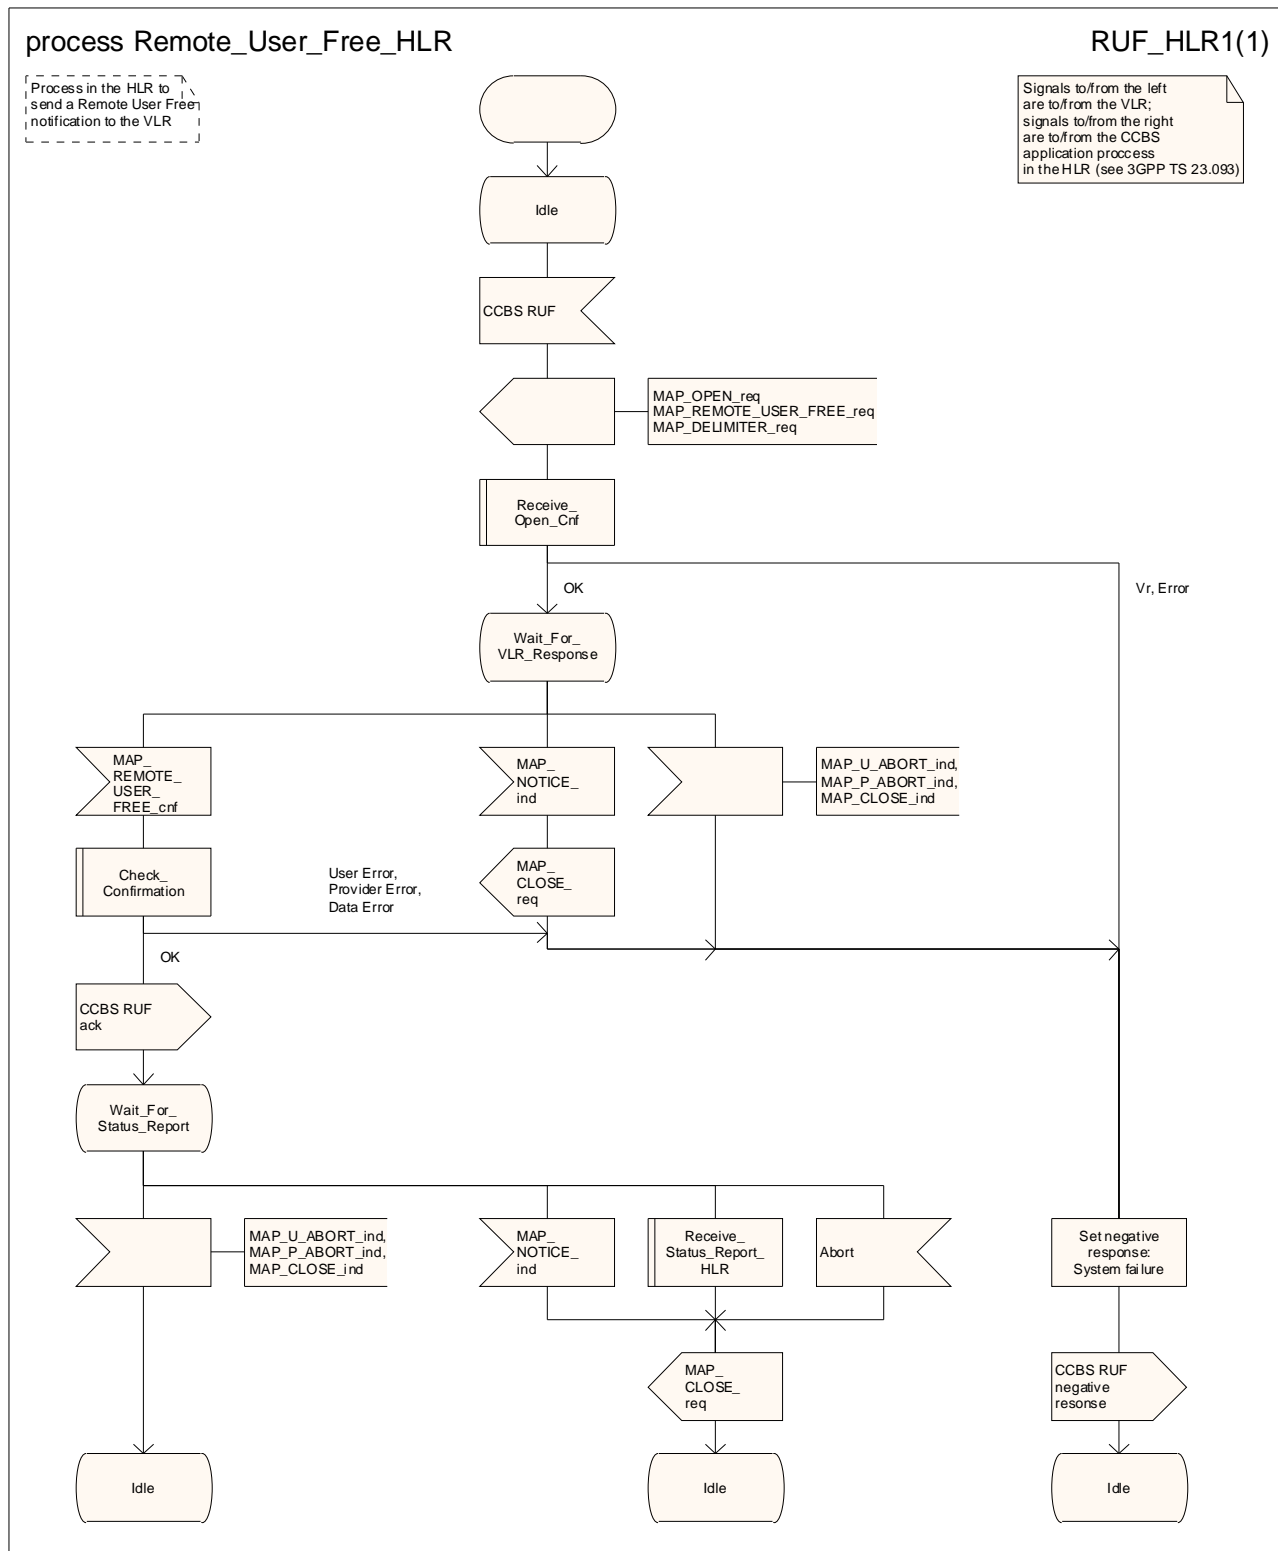 process Remote_User_Free_HLR
RUF_HLR1(1)
Process in the HLR to
send a Remote User Free
notification to the VLR
Signals to/from the left
are to/from the VLR;
signals to/from the right
are to/from the CCBS
application proccess
in the HLR (see 3GPP TS 23.093)
Idle
CCBS RUF
MAP_OPEN_req
MAP_REMOTE_USER_FREE_req
MAP_DELIMITER_req
Receive_
Open_Cnf
OK
Vr, Error
Wait_For_
VLR_Response
MAP_
REMOTE_
USER_
FREE_cnf
MAP_
NOTICE_
ind
MAP_U_ABORT_ind,
MAP_P_ABORT_ind,
MAP_CLOSE_ind
Check_
Confirmation
User Error,
Provider Error,
Data Error
MAP_
CLOSE_
req
OK
CCBS RUF
ack
Wait_For_
Status_Report
MAP_U_ABORT_ind,
MAP_P_ABORT_ind,
MAP_CLOSE_ind
MAP_
NOTICE_
ind
Receive_
Status_Report_
HLR
Abort
Set negative
response:
System failure
MAP_
CLOSE_
req
CCBS RUF
negative
resonse
Idle
Idle
Idle